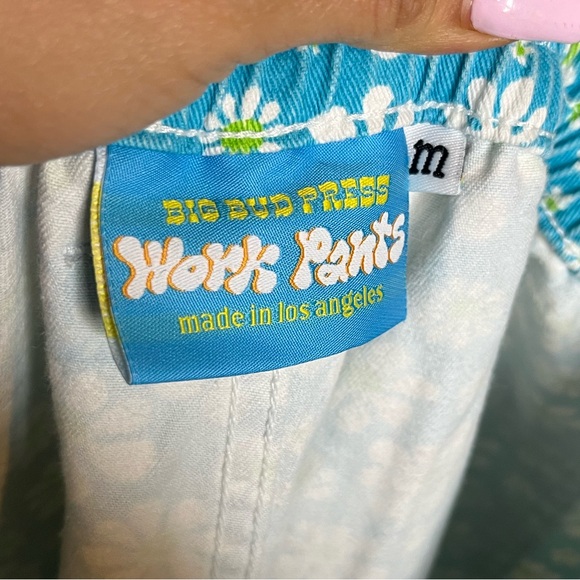 BIG BUD PRESS
Work Pants
made in los angeles
m